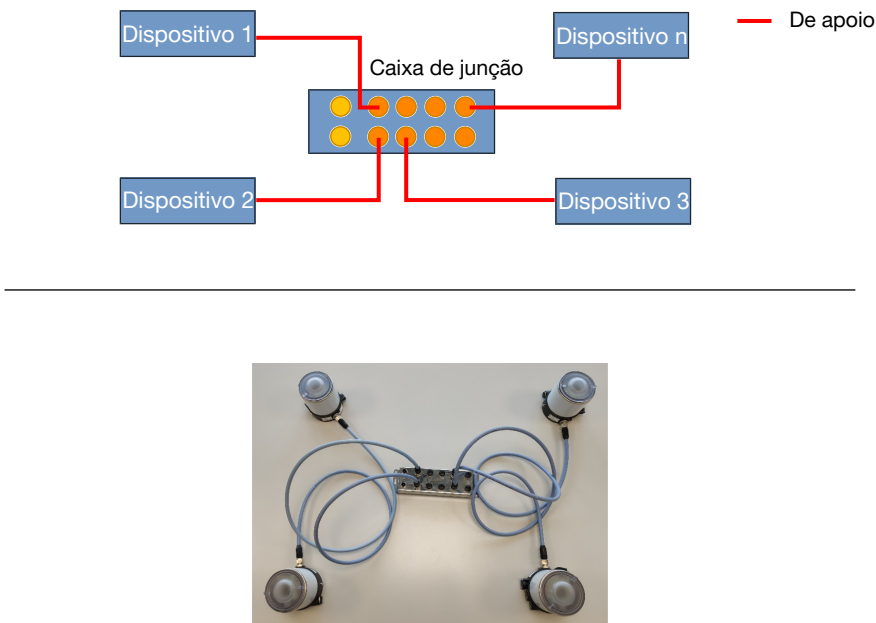 Dispositivo 1
Dispositivo n
De apoio
Caixa de junção
Dispositivo 2
Dispositivo 3